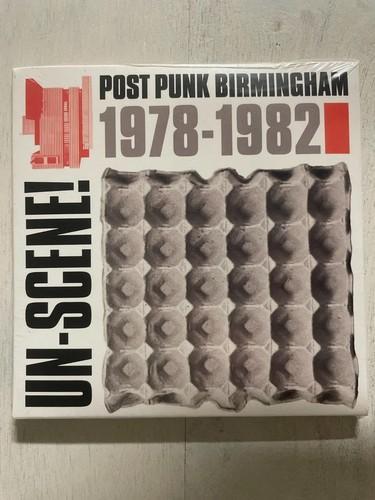 POST PUNK BIRMINGHAM
1978-1982
UN-SCENE!